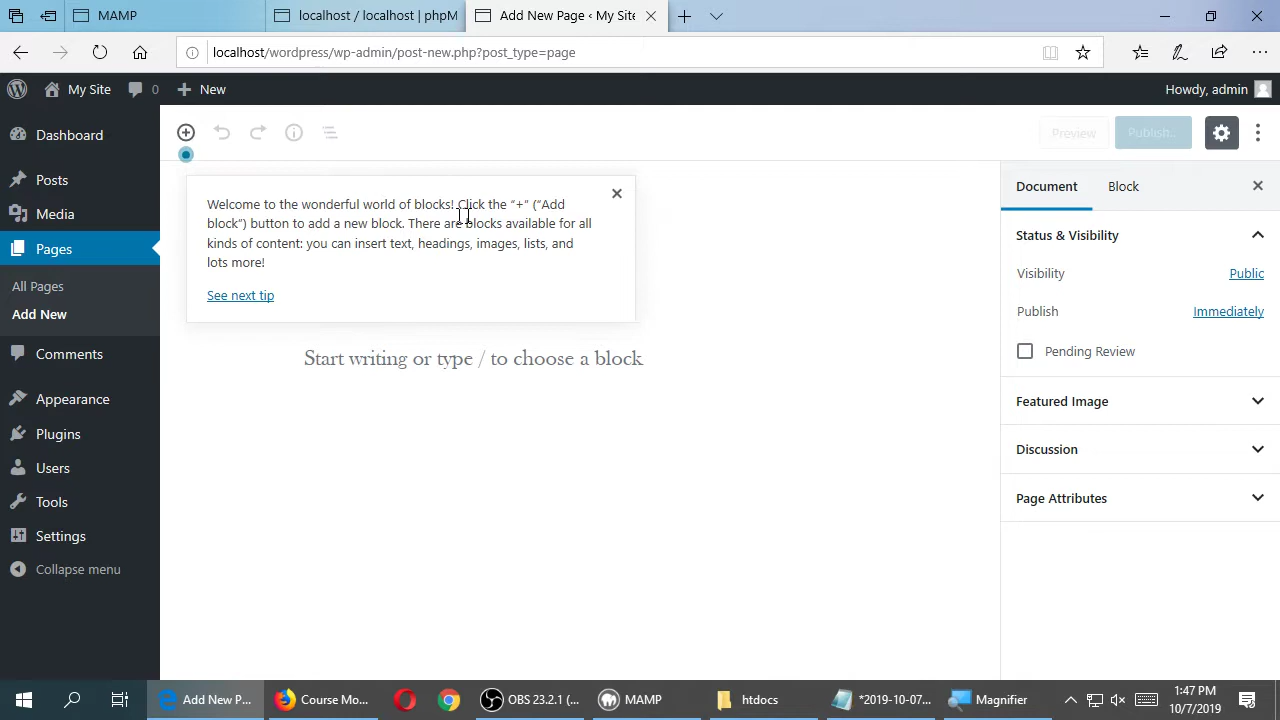 MAMP
localhost / localhost | phpM
Add New Page ‹ My Site
localhost/wordpress/wp-admin/post-new.php?post_type=page
My Site
0
New
Howdy, admin
Dashboard
Posts
Media
Pages
All Pages
Add New
Comments
Appearance
Plugins
Users
Tools
Settings
Collapse menu
Preview
Publish…
Welcome to the wonderful world of blocks! Click the “+” (“Add
block”) button to add a new block. There are blocks available for all
kinds of content: you can insert text, headings, images, lists, and
lots more!
See next tip
Start writing or type / to choose a block
Document
Block
Status & Visibility
Visibility
Public
Publish
Immediately
Pending Review
Featured Image
Discussion
Page Attributes
Add New P...
Course Mo...
OBS 23.2.1 (...
MAMP
htdocs
*2019-10-07...
Magnifier
1:47 PM
10/7/2019